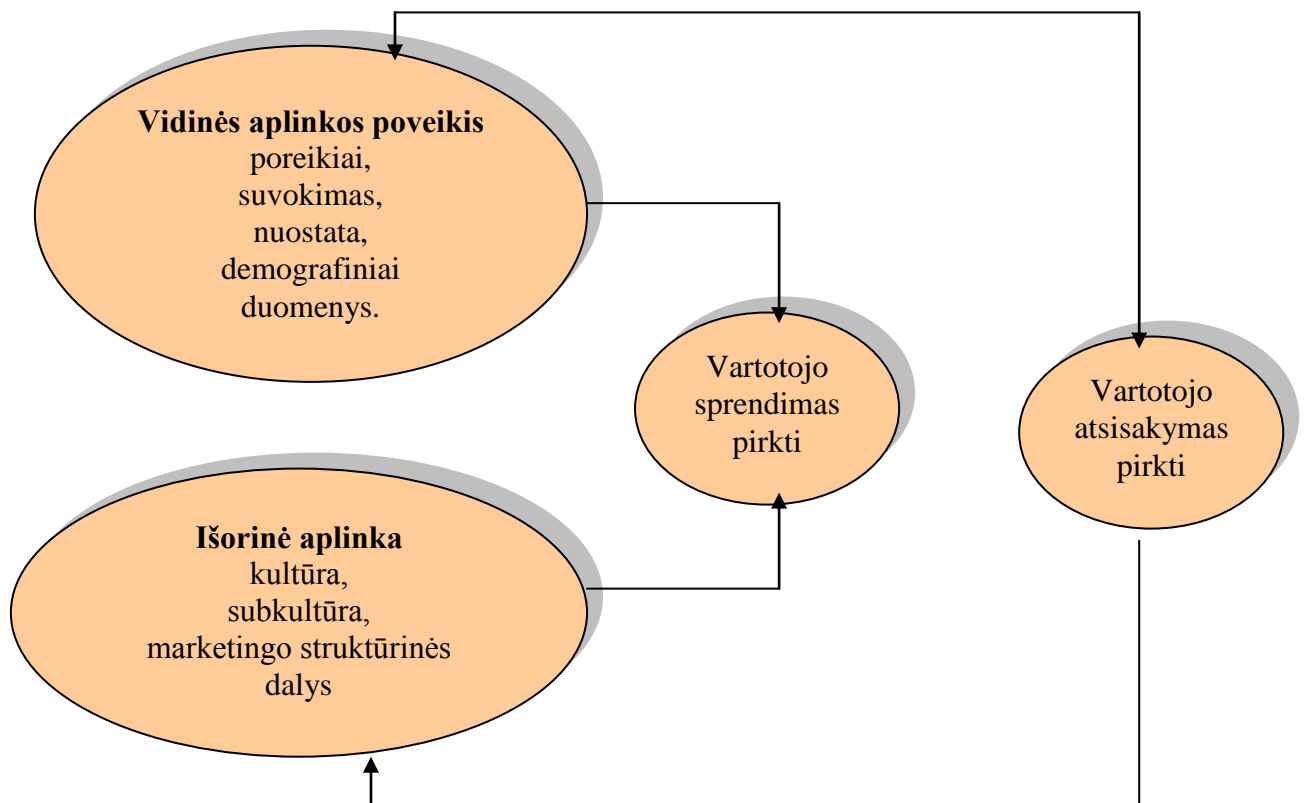 Vidinės aplinkos poveikis
poreikiai,
suvokimas,
nuostata,
demografiniai
duomenys.
Vartotojo
sprendimas
pirkti
Vartotojo
atsisakymas
pirkti
Išorinė aplinka
kultūra,
subkultūra,
marketingo struktūrinės
dalys